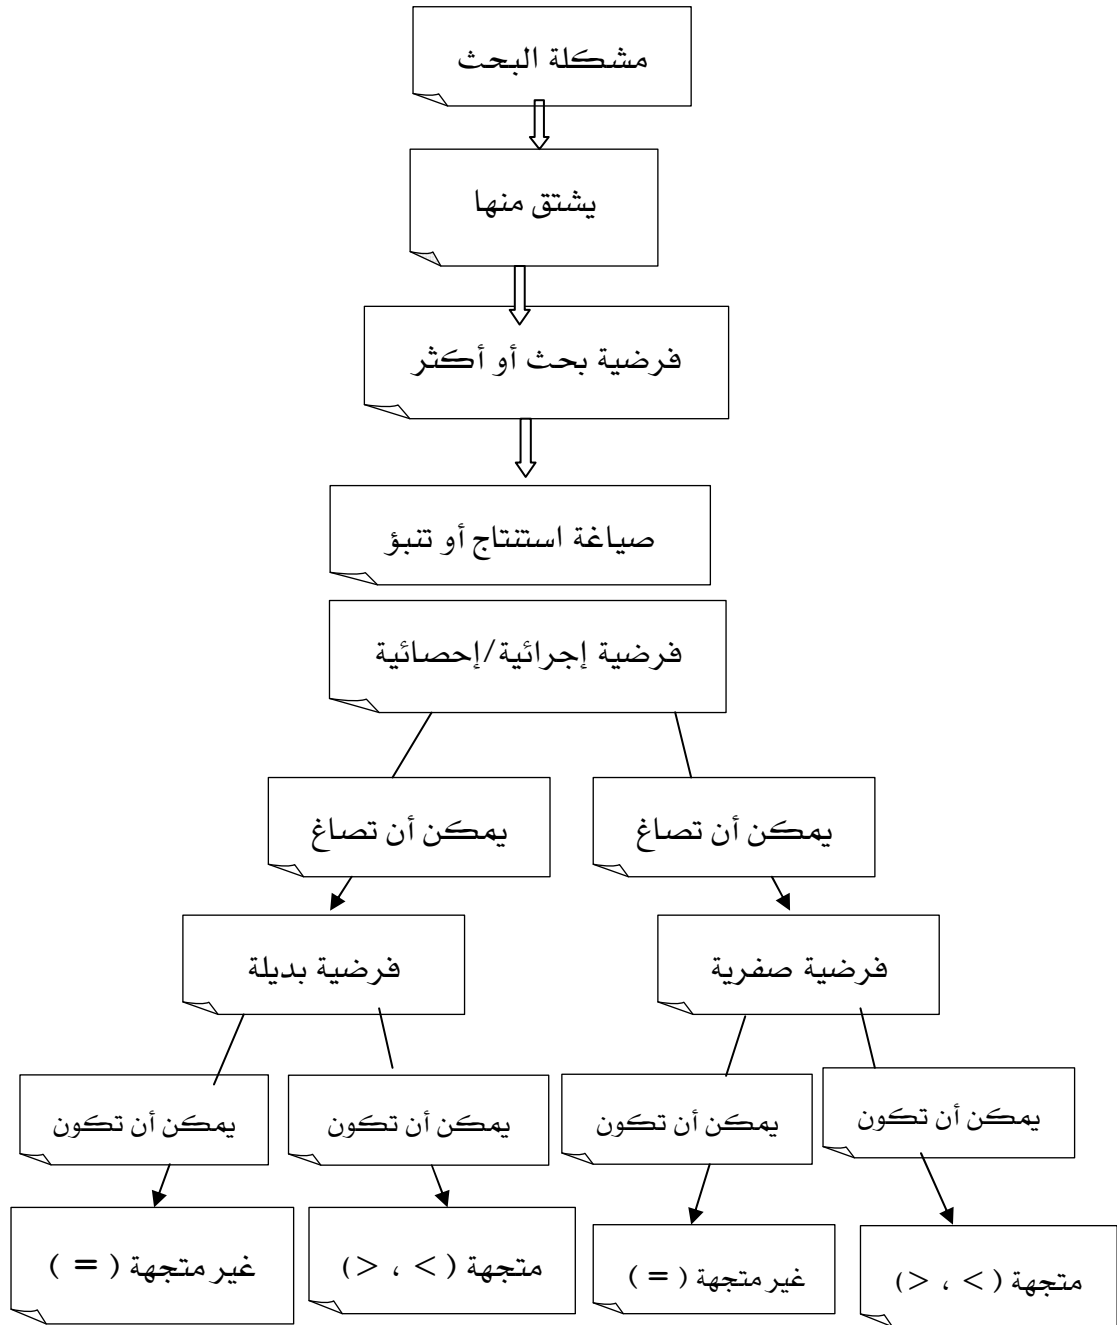 مشكلة البحث
يشتق منها
فرضية بحث أو أكثر
صياغة استنتاج أو تنبؤ
فرضية إجرائية/إحصائية
يمكن أن تصاغ
يمكن أن تصاغ
فرضية صفرية
فرضية بديلة
يمكن أن تكون
يمكن أن تكون
يمكن أن تكون
يمكن أن تكون
متجهة ( > ، < )
غير متجهة ( = )
متجهة ( > ، < )
غير متجهة ( = )